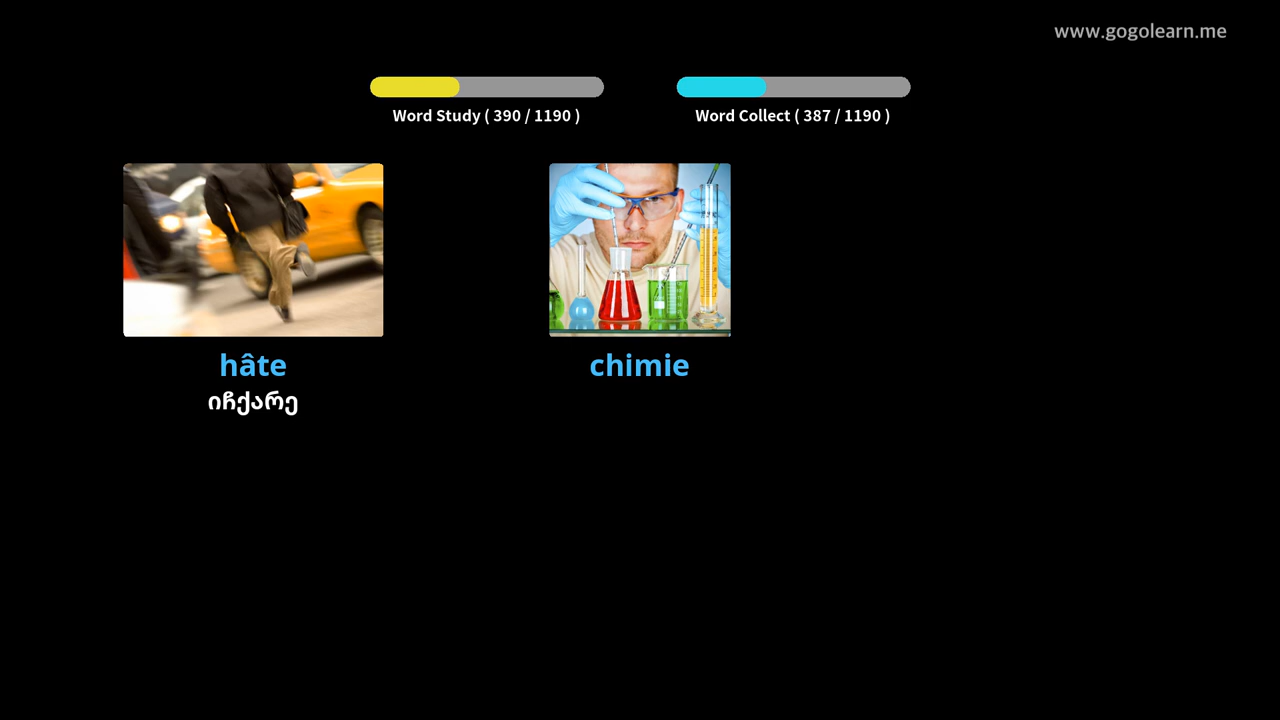 www.gogolearn.me
Word Study ( 390 / 1190 )
Word Collect ( 387 / 1190 )
hâte
chimie
იჩქარე